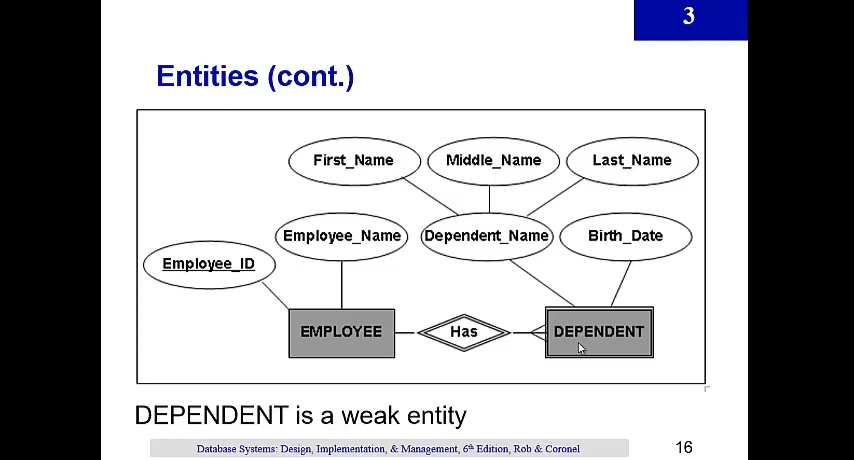 3
Entities (cont.)
First_Name Middle_Name Last_Name
Employee_Name Dependent_Name Birth_Date
Employee_ID
EMPLOYEE Has DEPENDENT
DEPENDENT is a weak entity
Database Systems: Design, Implementation, & Management, 6th Edition, Rob & Coronel 16